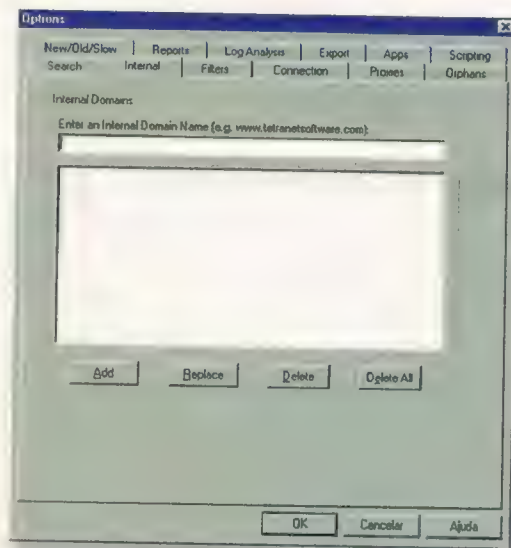 Options
New/Old/Slow Reports Log Analysis Export Apps Scripting
Search Internal Filters Connection Proxies Orphans
Internal Domains
Enter an Internal Domain Name (e.g. www.tetranetsoftware.com):
Add Replace Delete Delete All
OK Cancelar Ajuda